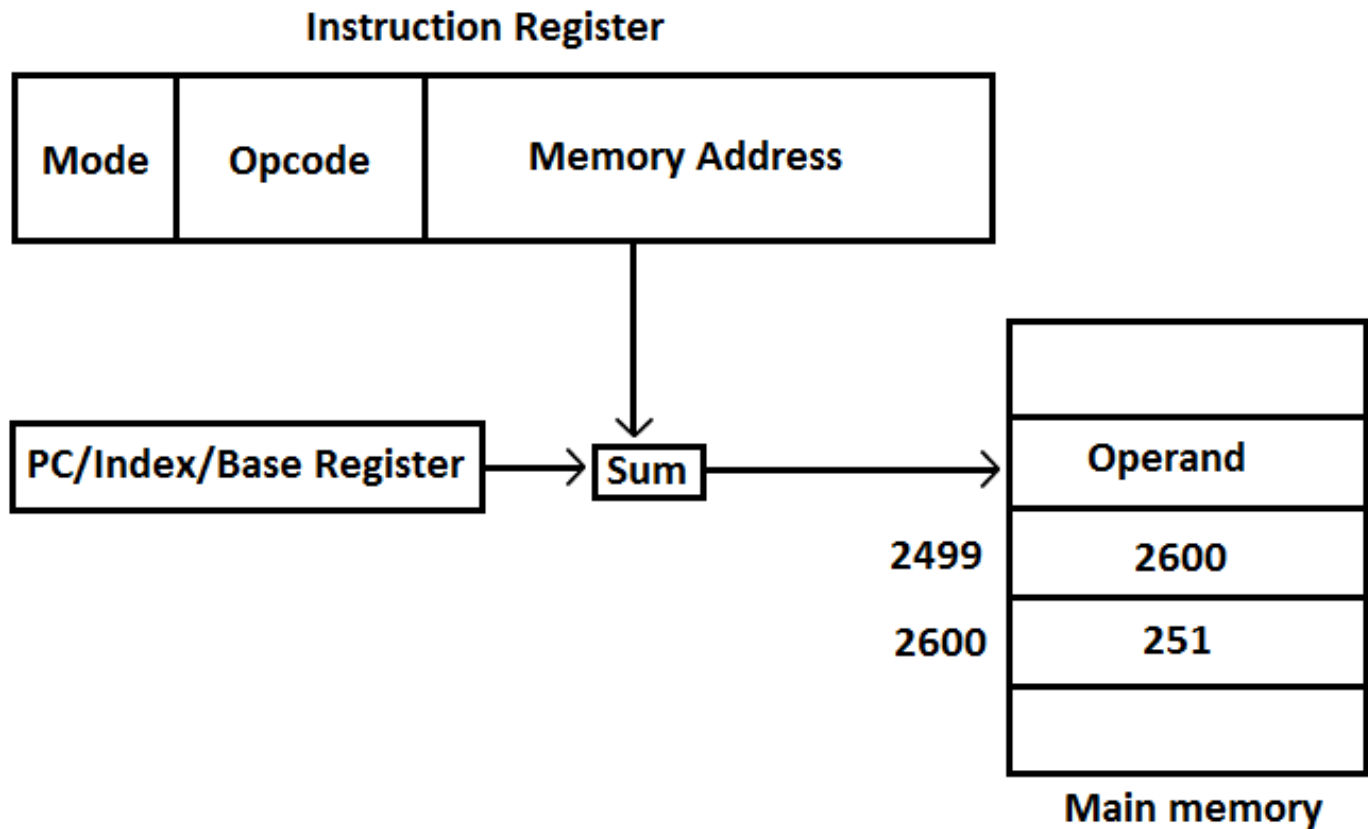 Instruction Register
Mode
Opcode
Memory Address
PC/Index/Base Register
Sum
Operand
2499
2600
2600
251
Main memory